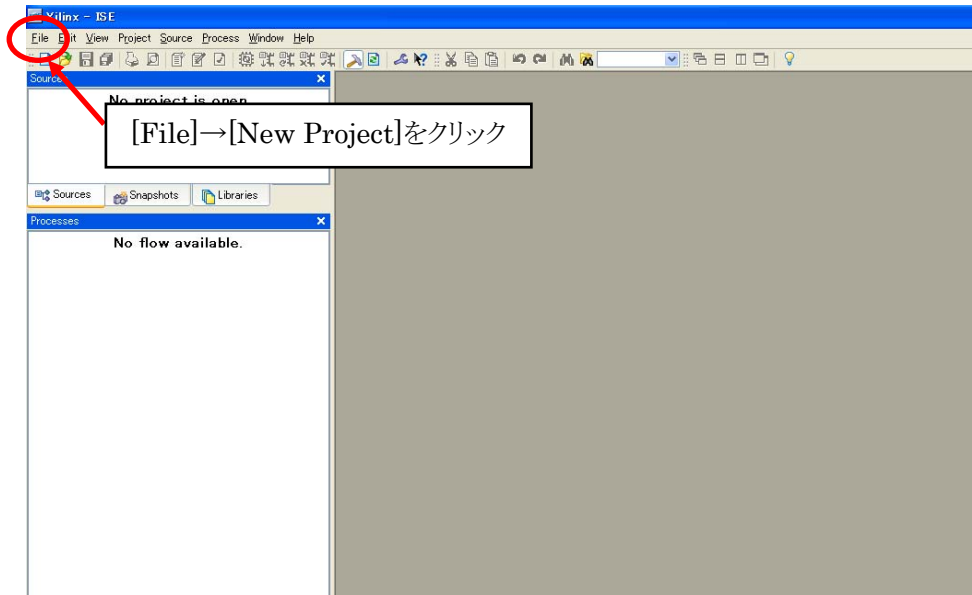 Xilinx - ISE
File Edit View Project Source Process Window Help
Sources
No project is open
[File]→[New Project]をクリック
Sources Snapshots Libraries
Processes
No flow available.